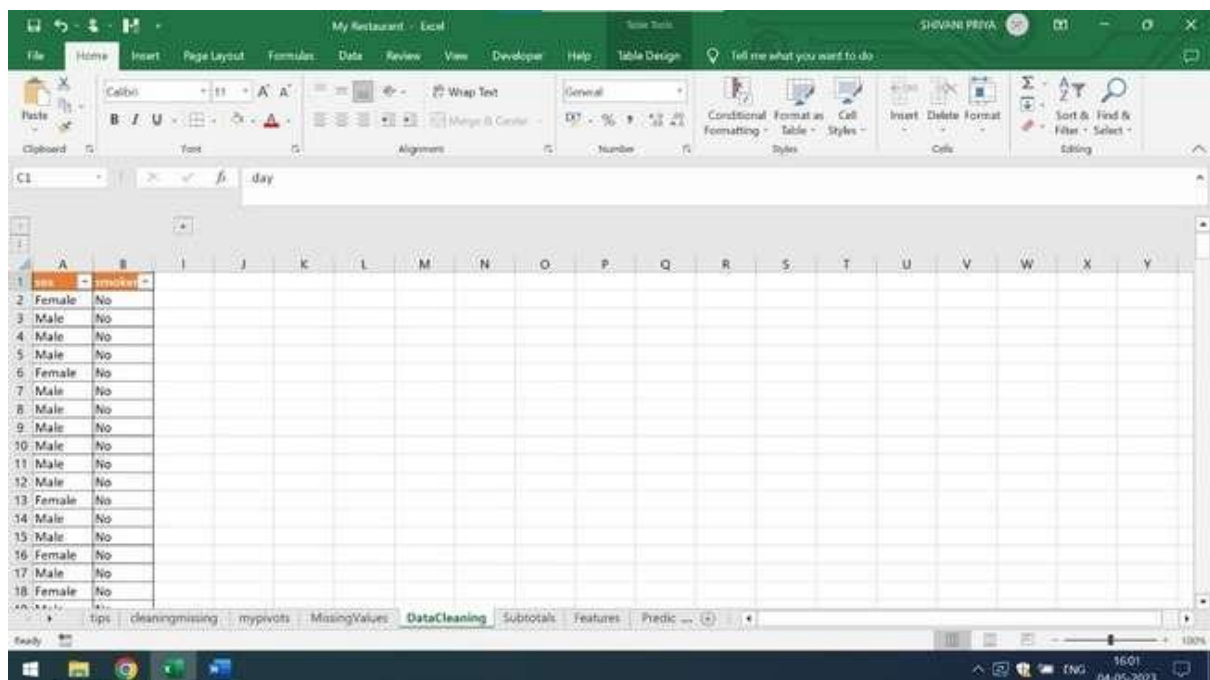 My Restaurant - Excel
Table Tools
SHIVANI PRIYA
File Home Insert Page Layout Formulas Data Review View Developer Help Table Design Tell me what you want to do
Paste
Calibri 11 A A
B I U A
Wrap Text
Merge & Center
General
% ,
Conditional Formatting
Format as Table
Cell Styles
Insert Delete Format
Sort & Filter
Find & Select
Clipboard Font Alignment Number Styles Cells Editing
C1 fx day
A B I J K L M N O P Q R S T U V W X Y
1 sex smoker
2 Female No
3 Male No
4 Male No
5 Male No
6 Female No
7 Male No
8 Male No
9 Male No
10 Male No
11 Male No
12 Male No
13 Female No
14 Male No
15 Male No
16 Female No
17 Male No
18 Female No
tips cleaningmissing mypivots MissingValues DataCleaning Subtotals Features Predic ...
Ready 100%
ENG 16:01
04-05-2023